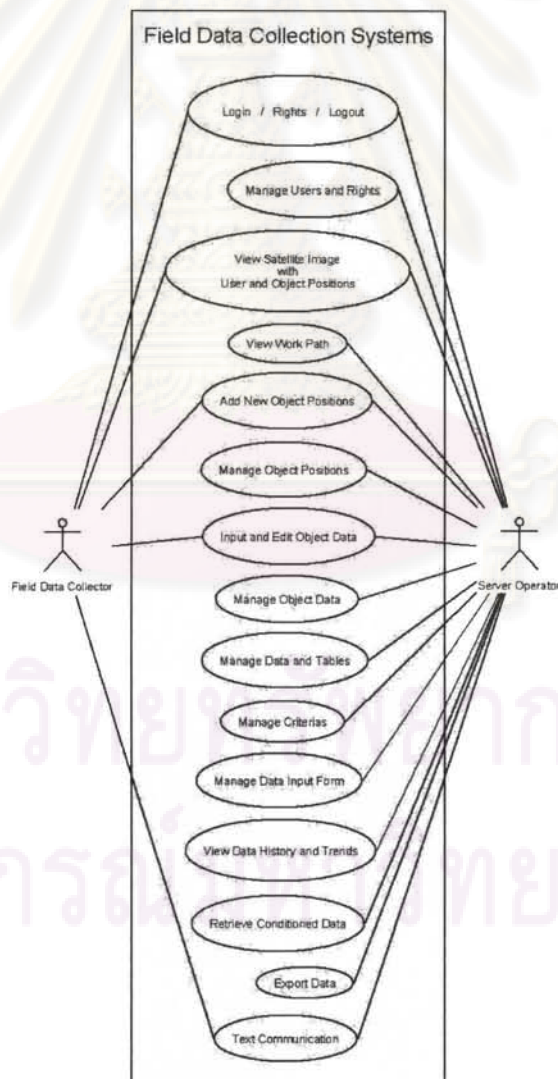 Field Data Collection Systems
Login / Rights / Logout
Manage Users and Rights
View Satellite Image
with
User and Object Positions
View Work Path
Add New Object Positions
Manage Object Positions
Input and Edit Object Data
Field Data Collector
Server Operator
Manage Object Data
Manage Data and Tables
Manage Criterias
Manage Data Input Form
View Data History and Trends
Retrieve Conditioned Data
Export Data
Text Communication